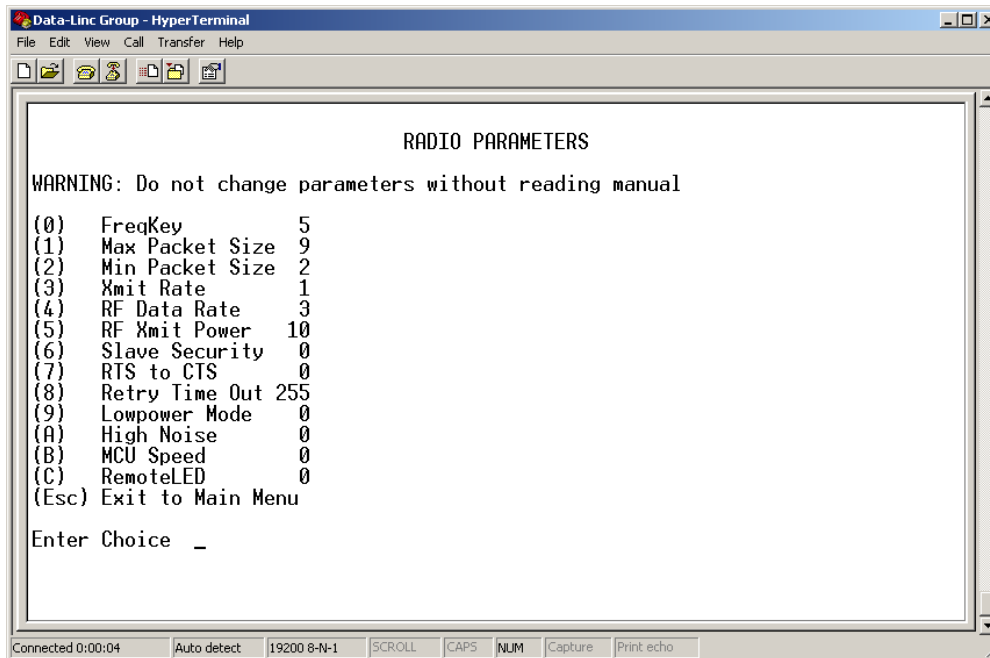 Data-Linc Group - HyperTerminal
File Edit View Call Transfer Help
RADIO PARAMETERS
WARNING: Do not change parameters without reading manual
(0) FreqKey 5
(1) Max Packet Size 9
(2) Min Packet Size 2
(3) Xmit Rate 1
(4) RF Data Rate 3
(5) RF Xmit Power 10
(6) Slave Security 0
(7) RTS to CTS 0
(8) Retry Time Out 255
(9) Lowpower Mode 0
(A) High Noise 0
(B) MCU Speed 0
(C) RemoteLED 0
(Esc) Exit to Main Menu
Enter Choice _
Connected 0:00:04 Auto detect 19200 8-N-1 SCROLL CAPS NUM Capture Print echo